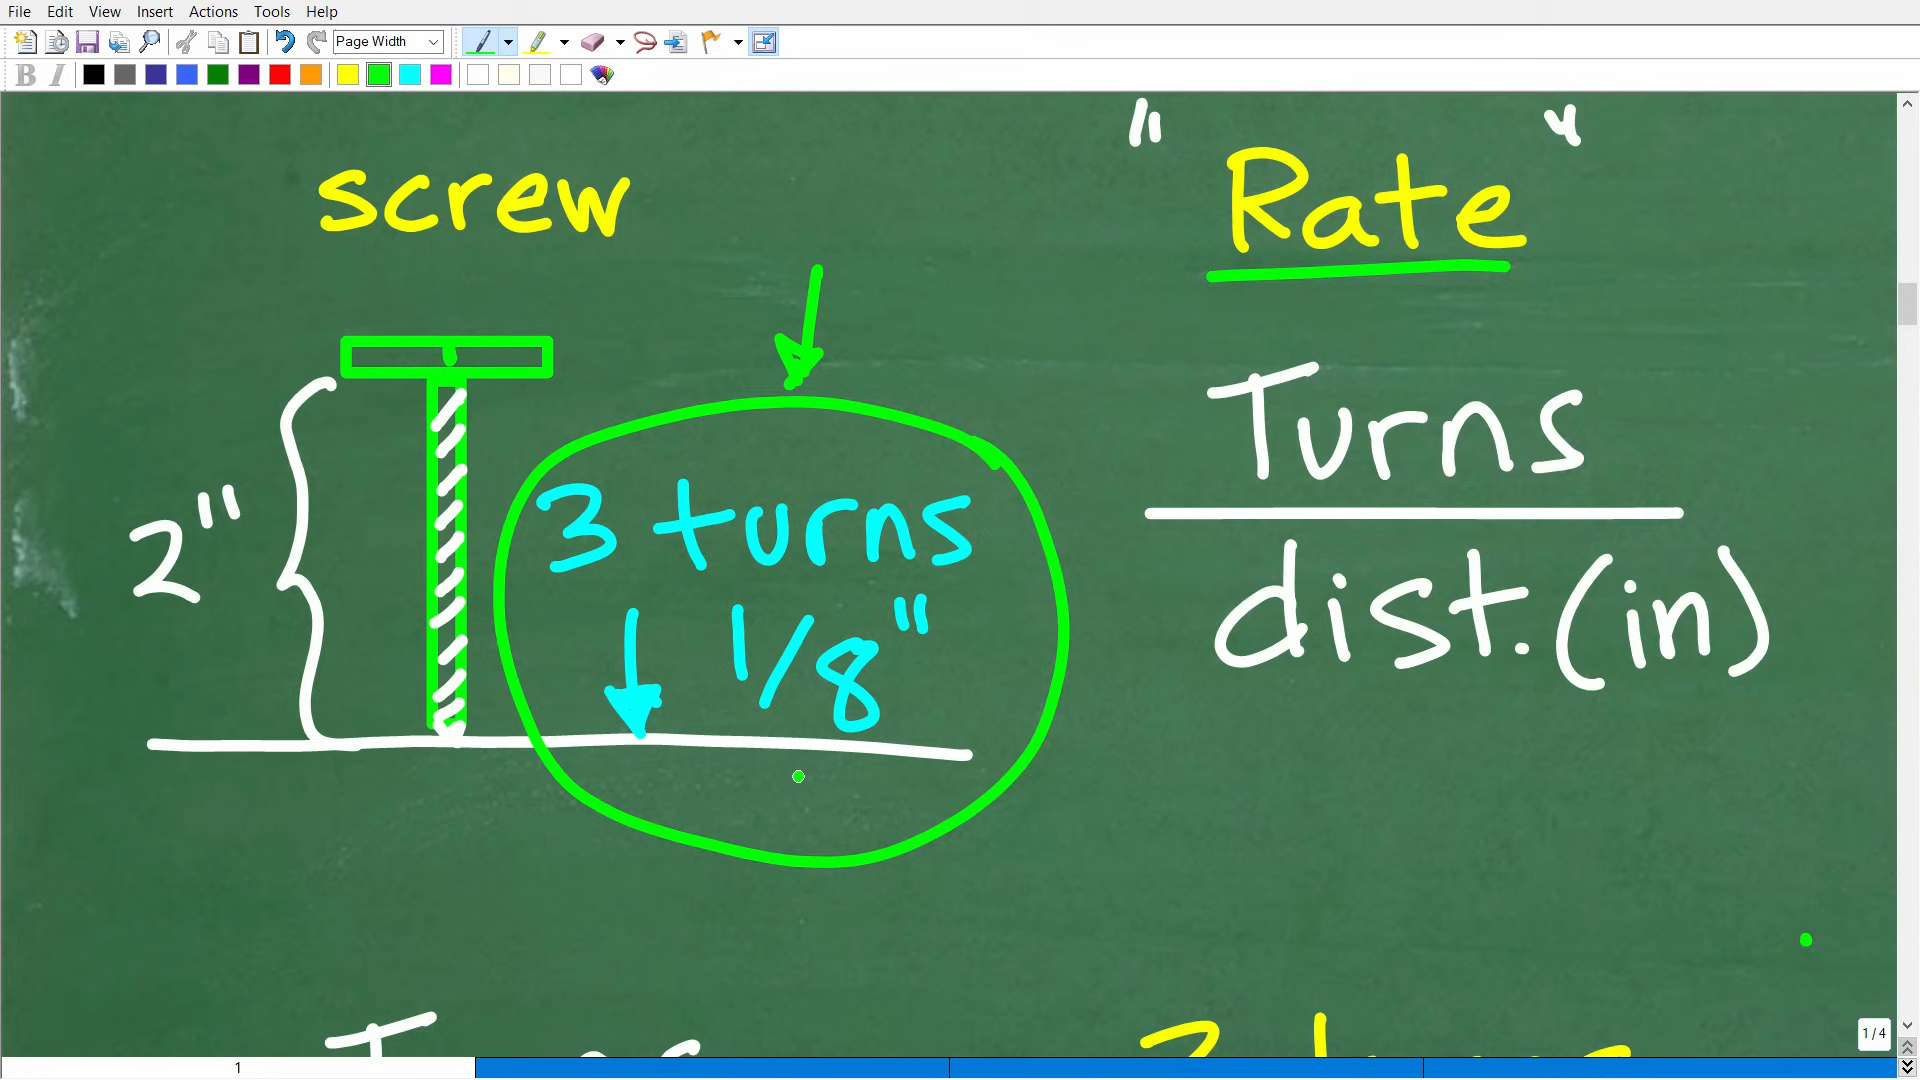 File Edit View Insert Actions Tools Help
Page Width
B I
screw
" Rate "
2"
3 turns
1/8"
Turns
dist. (in)
1 / 4
1